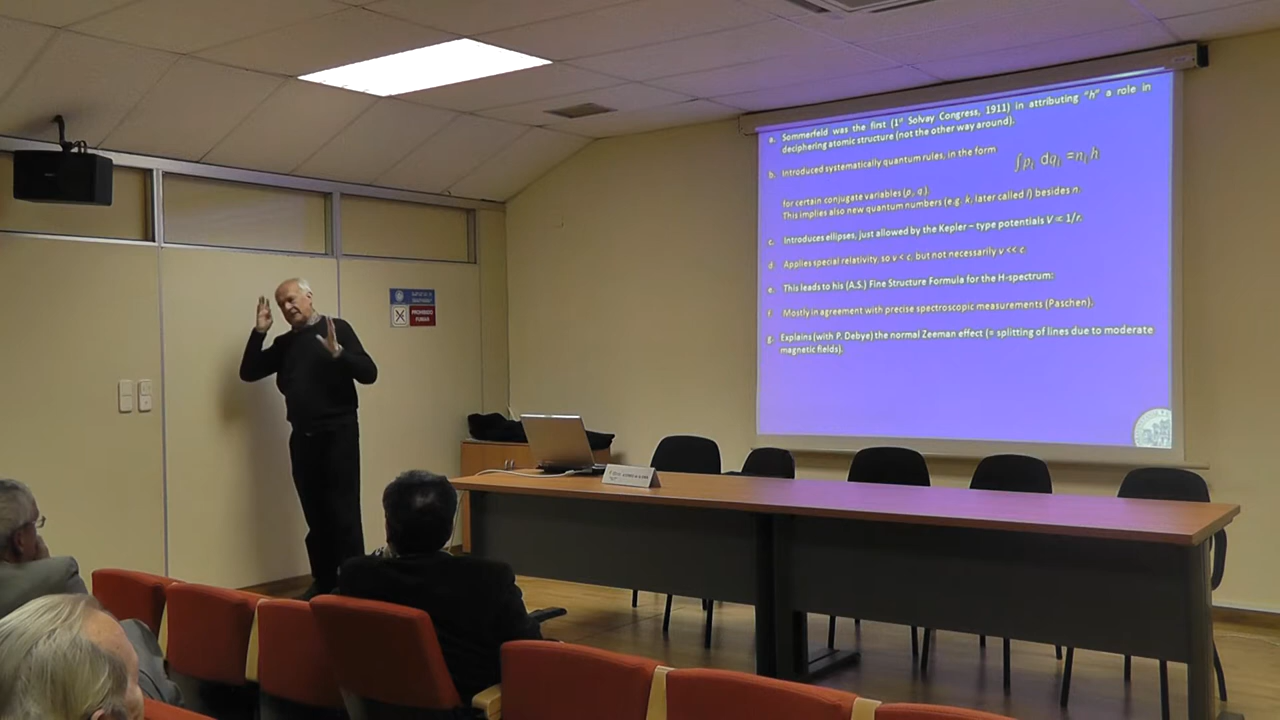 a. Sommerfeld was the first (1st Solvay Congress, 1911) in attributing "h" a role in
deciphering atomic structure (not the other way around).
b. Introduced systematically quantum rules, in the form ∫pᵢ dqᵢ =nᵢ h
for certain conjugate variables (p, q).
This implies also new quantum numbers (e.g. k, later called l) besides n.
c. Introduces ellipses, just allowed by the Kepler – type potentials V ∝ 1/r.
d. Applies special relativity, so v < c, but not necessarily v << c.
e. This leads to his (A.S.) Fine Structure Formula for the H-spectrum:
f. Mostly in agreement with precise spectroscopic measurements (Paschen).
g. Explains (with P. Debye) the normal Zeeman effect (= splitting of lines due to moderate
magnetic fields).
PROHIBIDO
FUMAR